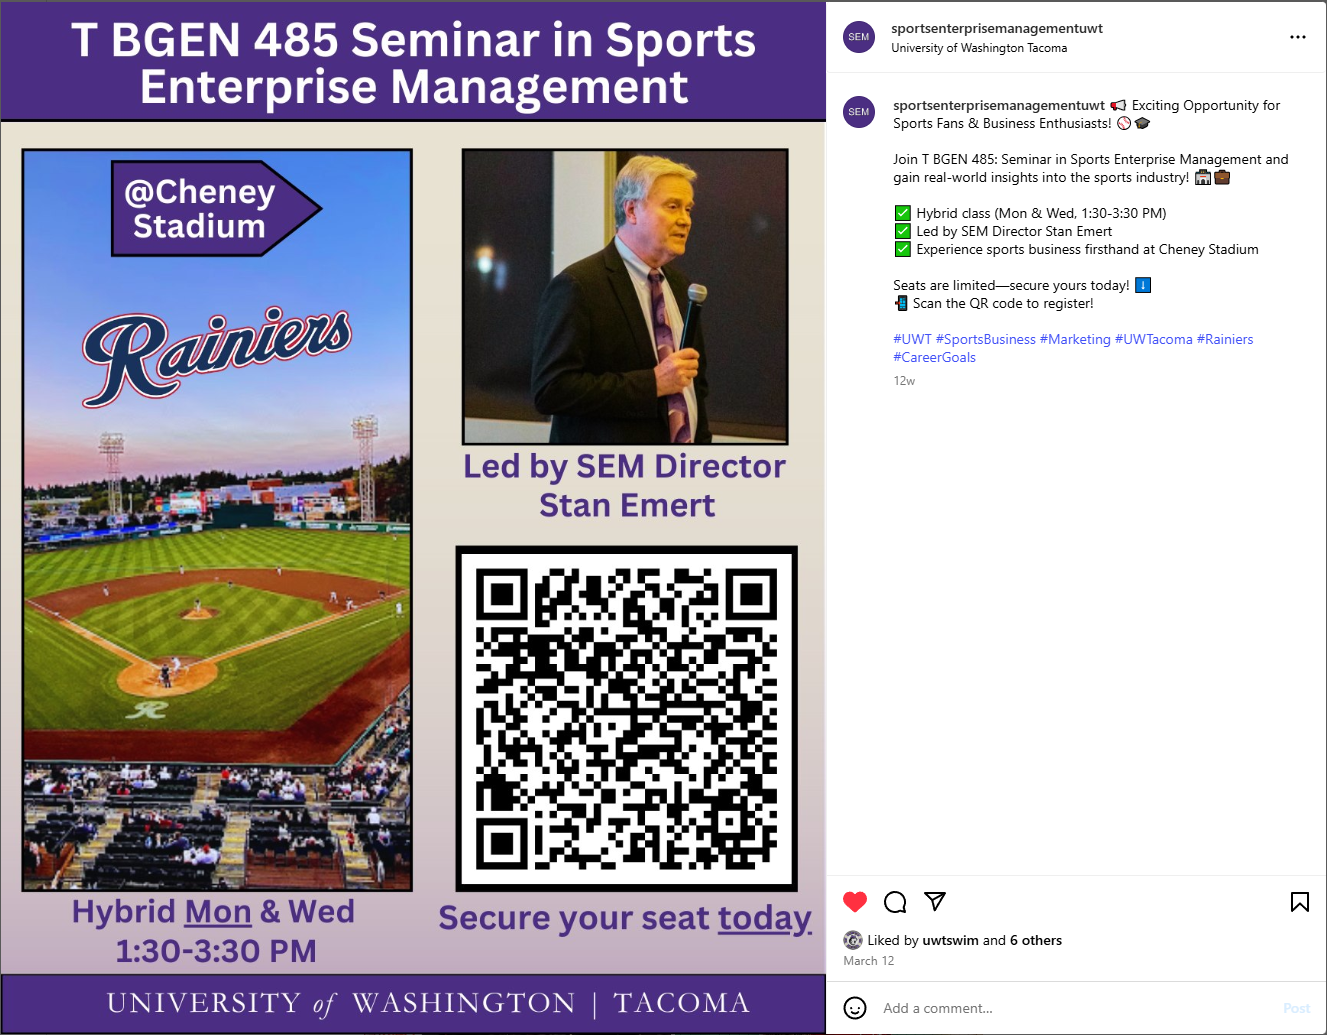 T BGEN 485 Seminar in Sports
Enterprise Management
@Cheney
Stadium
Rainiers
R
Hybrid Mon & Wed
1:30-3:30 PM
Led by SEM Director
Stan Emert
Secure your seat today
UNIVERSITY of WASHINGTON | TACOMA
SEM
sportsenterprisemanagementuwt
University of Washington Tacoma
SEM
sportsenterprisemanagementuwt 📢 Exciting Opportunity for
Sports Fans & Business Enthusiasts! ⚾🎓
Join T BGEN 485: Seminar in Sports Enterprise Management and
gain real-world insights into the sports industry! 🏟️💼
✅ Hybrid class (Mon & Wed, 1:30-3:30 PM)
✅ Led by SEM Director Stan Emert
✅ Experience sports business firsthand at Cheney Stadium
Seats are limited—secure yours today! ⬇️
📲 Scan the QR code to register!
#UWT #SportsBusiness #Marketing #UWTacoma #Rainiers
#CareerGoals
12w
Liked by uwtswim and 6 others
March 12
Add a comment...
Post